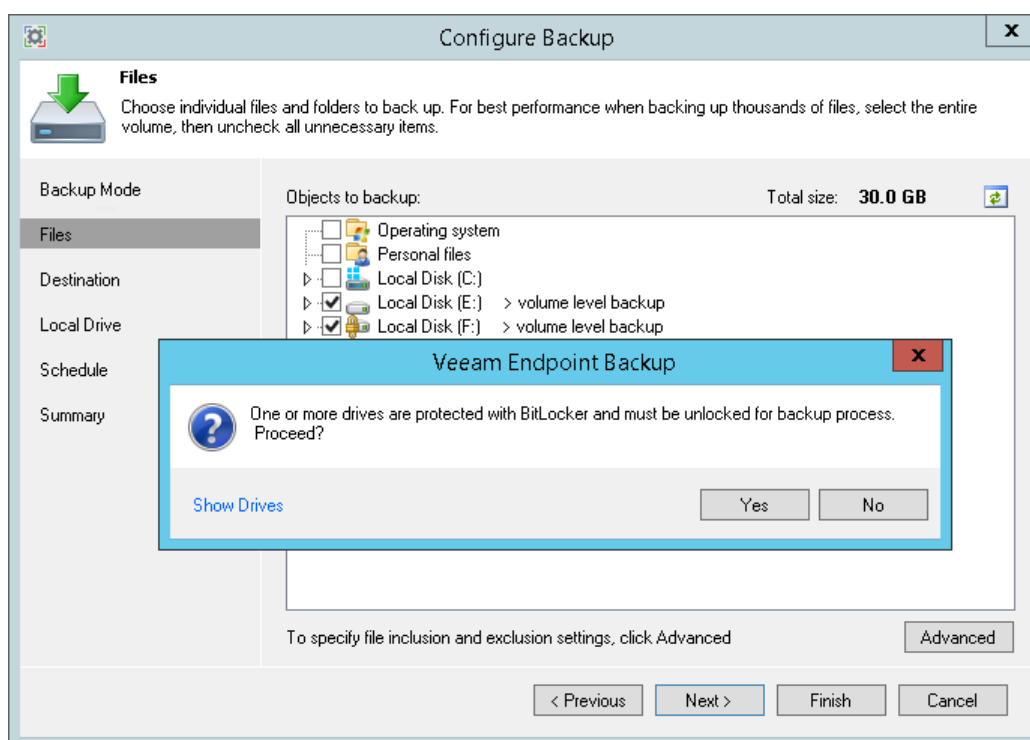 Configure Backup
x
Files
Choose individual files and folders to back up. For best performance when backing up thousands of files, select the entire
volume, then uncheck all unnecessary items.
Backup Mode
Files
Destination
Local Drive
Schedule
Summary
Objects to backup:
Total size: 30.0 GB
Operating system
Personal files
Local Disk (C:)
Local Disk (E:) > volume level backup
Local Disk (F:) > volume level backup
Veeam Endpoint Backup
x
One or more drives are protected with BitLocker and must be unlocked for backup process.
Proceed?
Show Drives
Yes
No
To specify file inclusion and exclusion settings, click Advanced
Advanced
< Previous
Next >
Finish
Cancel